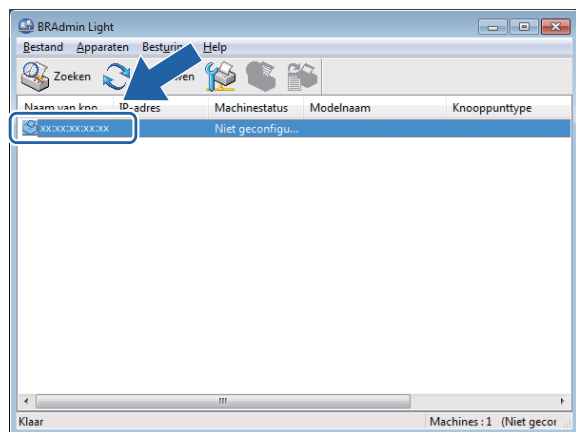 BRAdmin Light
Bestand Apparaten Help
Zoeken
Naam van kno IP-adres Machinestatus Modelnaam Knooppunttype
xx:xx:xx:xx:xx Niet geconfigu...
Klaar Machines : 1 (Niet gecor